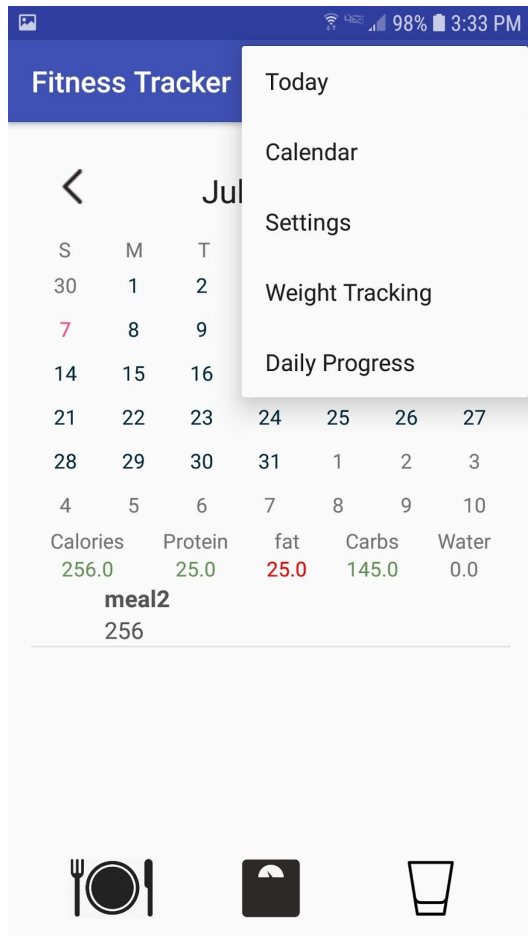 98% 3:33 PM
Fitness Tracker
Today
Calendar
Settings
Weight Tracking
Daily Progress
Jul
S M T
30 1 2
7 8 9
14 15 16
21 22 23 24 25 26 27
28 29 30 31 1 2 3
4 5 6 7 8 9 10
Calories Protein fat Carbs Water
256.0 25.0 25.0 145.0 0.0
meal2
256